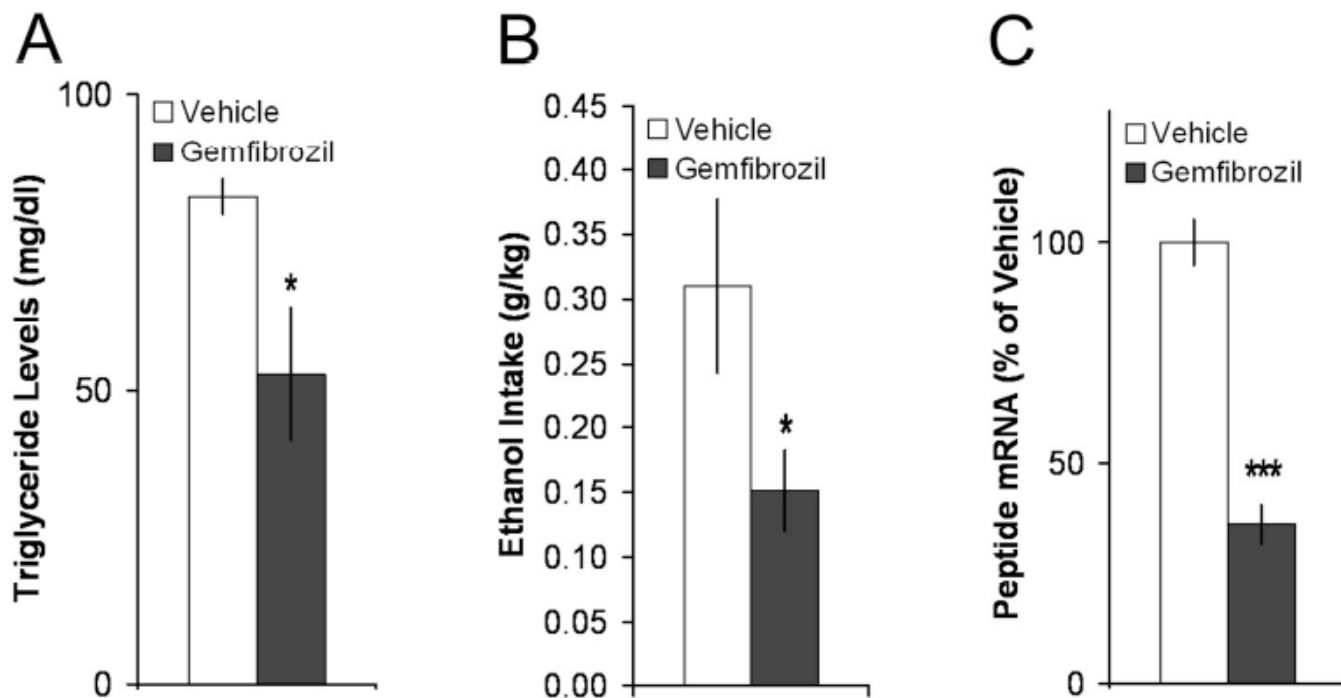 A
Triglyceride Levels (mg/dl)
100
50
0
Vehicle
Gemfibrozil
*
B
Ethanol Intake (g/kg)
0.45
0.40
0.35
0.30
0.25
0.20
0.15
0.10
0.05
0.00
Vehicle
Gemfibrozil
*
C
Peptide mRNA (% of Vehicle)
100
50
0
Vehicle
Gemfibrozil
***